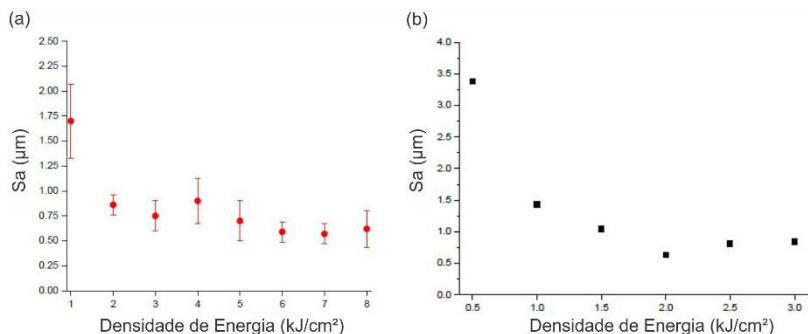 (a)
2.50
2.25
2.00
1.75
1.50
1.25
1.00
0.75
0.50
0.25
0.00
Sa (µm)
1 2 3 4 5 6 7 8
Densidade de Energia (kJ/cm²)
(b)
4.0
3.5
3.0
2.5
2.0
1.5
1.0
0.5
0.0
Sa (µm)
0.5 1.0 1.5 2.0 2.5 3.0
Densidade de Energia (kJ/cm²)